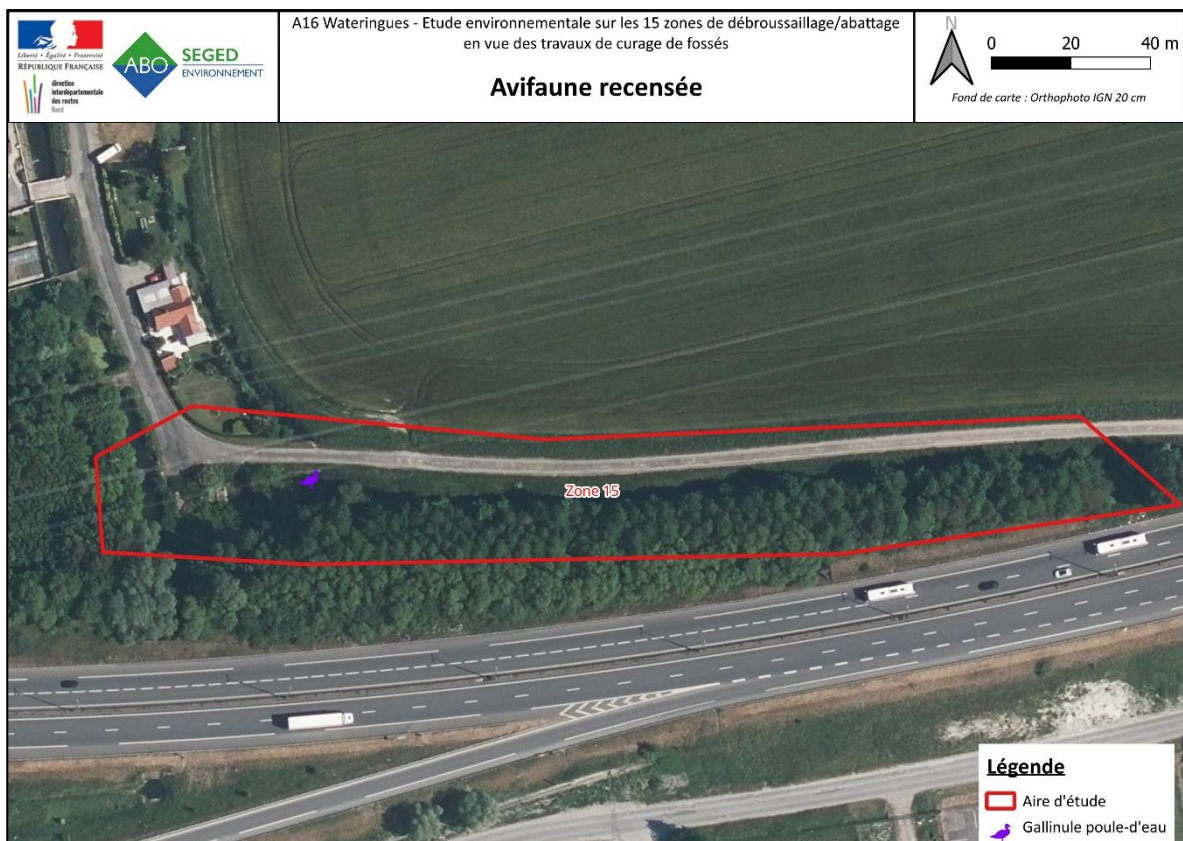 Liberté • Égalité • Fraternité
RÉPUBLIQUE FRANÇAISE
direction
interdépartementale
des routes
Nord
ABO
SEGED
ENVIRONNEMENT
A16 Wateringues - Etude environnementale sur les 15 zones de débroussaillage/abattage
en vue des travaux de curage de fossés
Avifaune recensée
N
0 20 40 m
Fond de carte : Orthophoto IGN 20 cm
Zone 15
Légende
Aire d'étude
Gallinule poule-d'eau